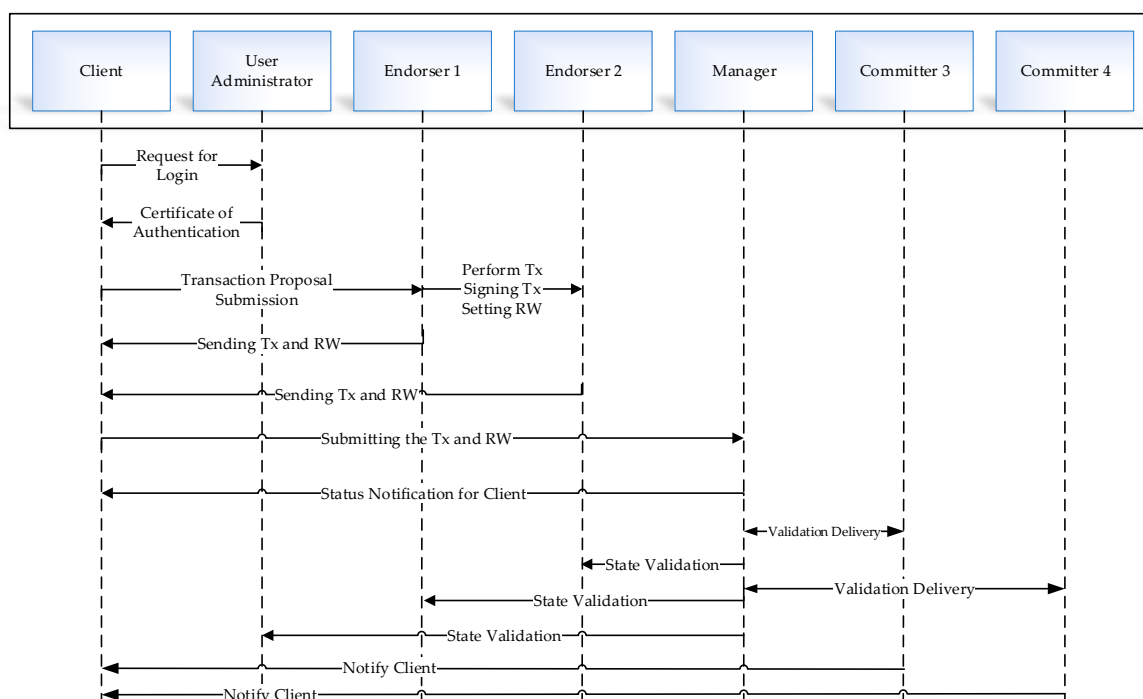 Client
User
Administrator
Endorser 1
Endorser 2
Manager
Committer 3
Committer 4
Request for
Login
Certificate of
Authentication
Transaction Proposal
Submission
Perform Tx
Signing Tx
Setting RW
Sending Tx and RW
Sending Tx and RW
Submitting the Tx and RW
Status Notification for Client
Validation Delivery
State Validation
Validation Delivery
State Validation
State Validation
Notify Client
Notify Client